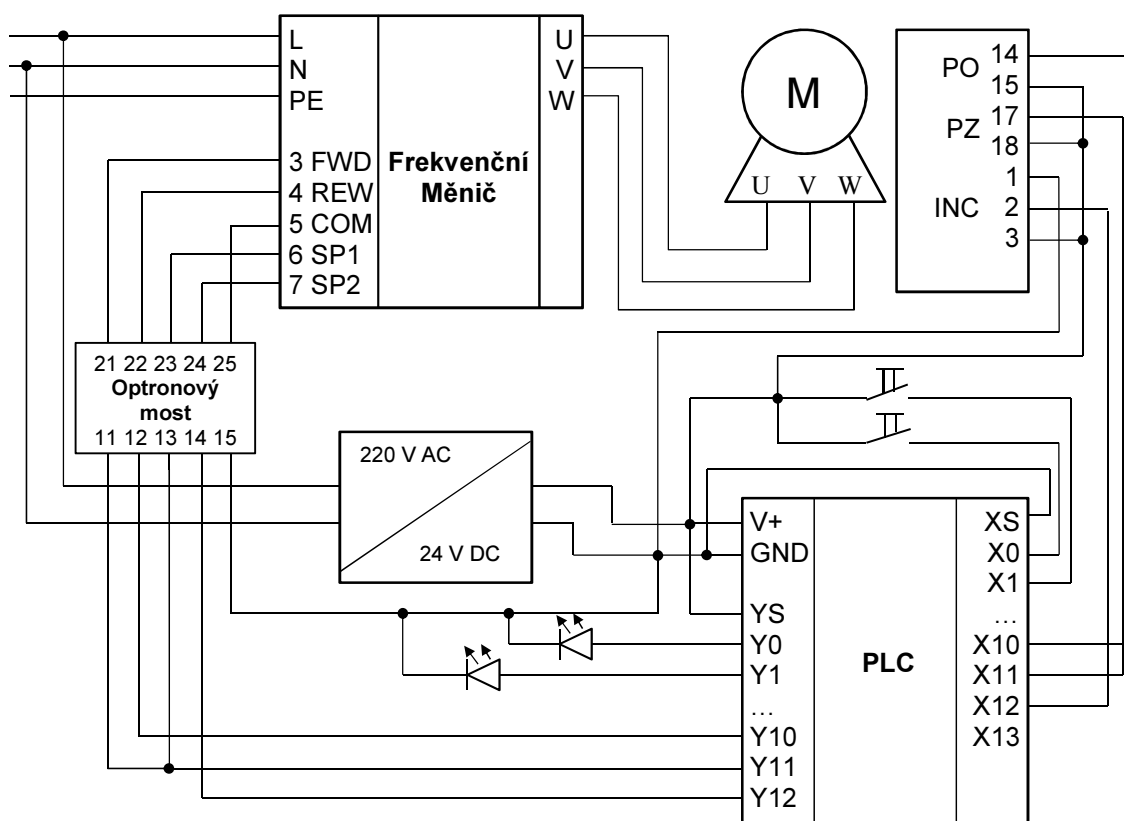 L
N
PE
3 FWD
4 REW
5 COM
6 SP1
7 SP2
Frekvenční
Měnič
U
V
W
M
U V W
PO
PZ
INC
14
15
17
18
1
2
3
21 22 23 24 25
Optronový
most
11 12 13 14 15
220 V AC
24 V DC
V+
GND
YS
Y0
Y1
...
Y10
Y11
Y12
PLC
XS
X0
X1
...
X10
X11
X12
X13